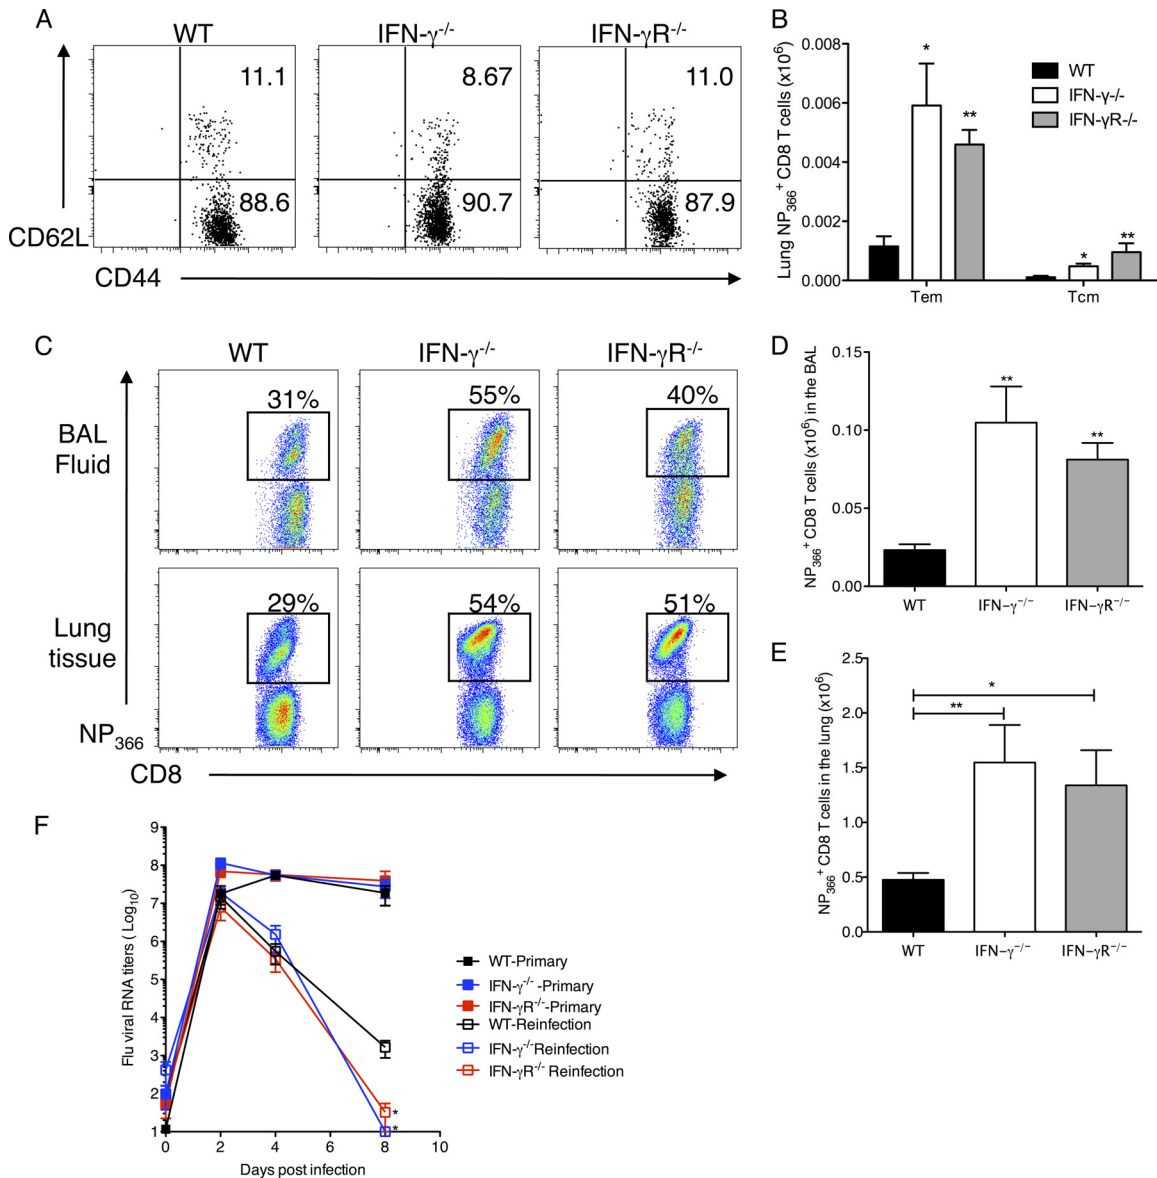 A
WT
IFN-γ-/-
IFN-γR-/-
11.1
8.67
11.0
88.6
90.7
87.9
CD62L
CD44
B
Lung NP366+ CD8 T cells (x10^6)
0.008
0.006
0.004
0.002
0.000
*
**
*
**
WT
IFN-γ-/-
IFN-γR-/-
Tem
Tcm
C
WT
IFN-γ-/-
IFN-γR-/-
BAL
Fluid
31%
55%
40%
Lung
tissue
29%
54%
51%
NP366
CD8
D
NP366+ CD8 T cells (x10^6) in the BAL
0.15
0.10
0.05
0.00
**
**
WT
IFN-γ-/-
IFN-γR-/-
E
NP366+ CD8 T cells in the lung (x10^6)
2.5
2.0
1.5
1.0
0.5
0.0
*
**
WT
IFN-γ-/-
IFN-γR-/-
F
Flu viral RNA titers ( Log10)
9
8
7
6
5
4
3
2
1
0
2
4
6
8
10
*
*
Days post infection
WT-Primary
IFN-γ-/- -Primary
IFN-γR-/--Primary
WT-Reinfection
IFN-γ-/-Reinfection
IFN-γR-/- Reinfection